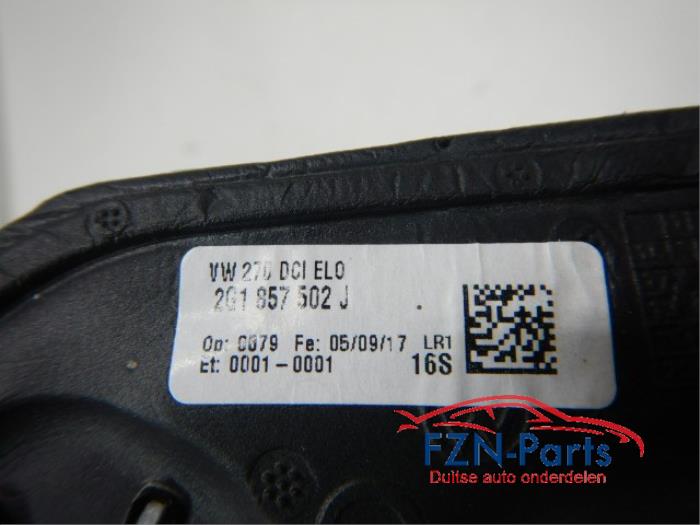 VW 270 DCI ELO
2G1 857 502 J .
Op: 0079 Fe: 05/09/17 LR1
Et: 0001-0001 16S
FZN-Parts
Duitse auto onderdelen